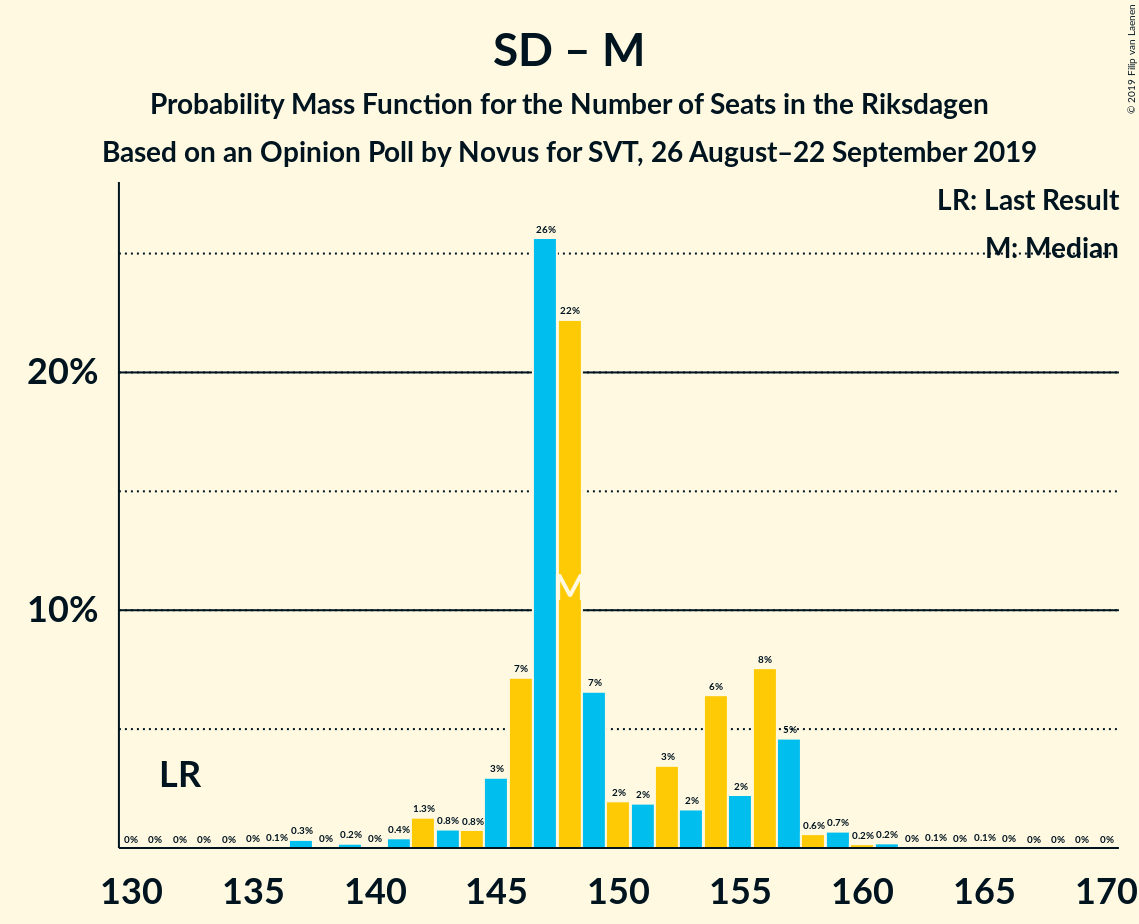 SD – M
Probability Mass Function for the Number of Seats in the Riksdagen
Based on an Opinion Poll by Novus for SVT, 26 August–22 September 2019
© 2019 Filip van Laenen
LR: Last Result
M: Median
20%
10%
LR
M
0% 0% 0% 0% 0% 0% 0.1% 0.3% 0% 0.2% 0% 0.4% 1.3% 0.8% 0.8% 3% 7% 26% 22% 7% 2% 2% 3% 2% 6% 2% 8% 5% 0.6% 0.7% 0.2% 0.2% 0% 0.1% 0% 0.1% 0% 0% 0% 0% 0%
130 135 140 145 150 155 160 165 170